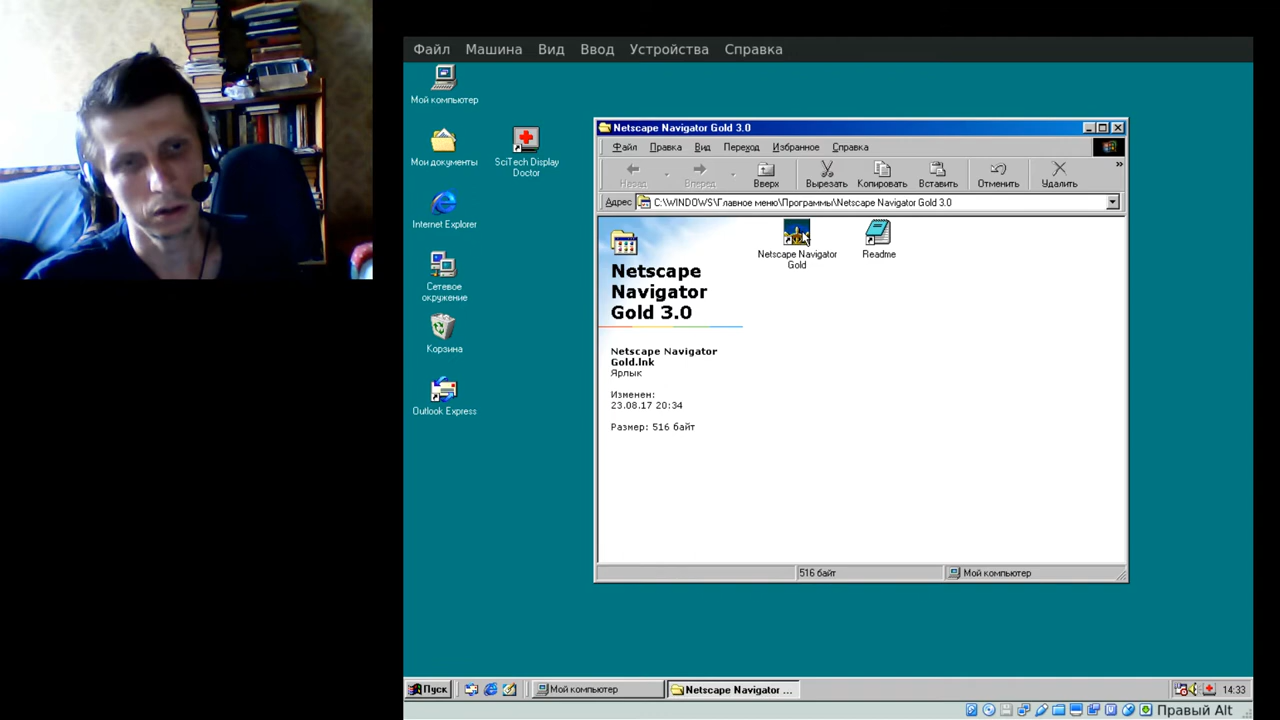 Файл Машина Вид Ввод Устройства Справка
Мой компьютер
Мои документы
SciTech Display
Doctor
Internet Explorer
Сетевое
окружение
Корзина
Outlook Express
Netscape Navigator Gold 3.0
Файл Правка Вид Переход Избранное Справка
Назад Вперед Вверх Вырезать Копировать Вставить Отменить Удалить
Адрес C:\WINDOWS\Главное меню\Программы\Netscape Navigator Gold 3.0
Netscape
Navigator
Gold 3.0
Netscape Navigator
Gold.lnk
Ярлык
Изменен:
23.08.17 20:34
Размер: 516 байт
Netscape Navigator
Gold
Readme
516 байт Мой компьютер
Пуск Мой компьютер Netscape Navigator ... 14:33
Правый Alt